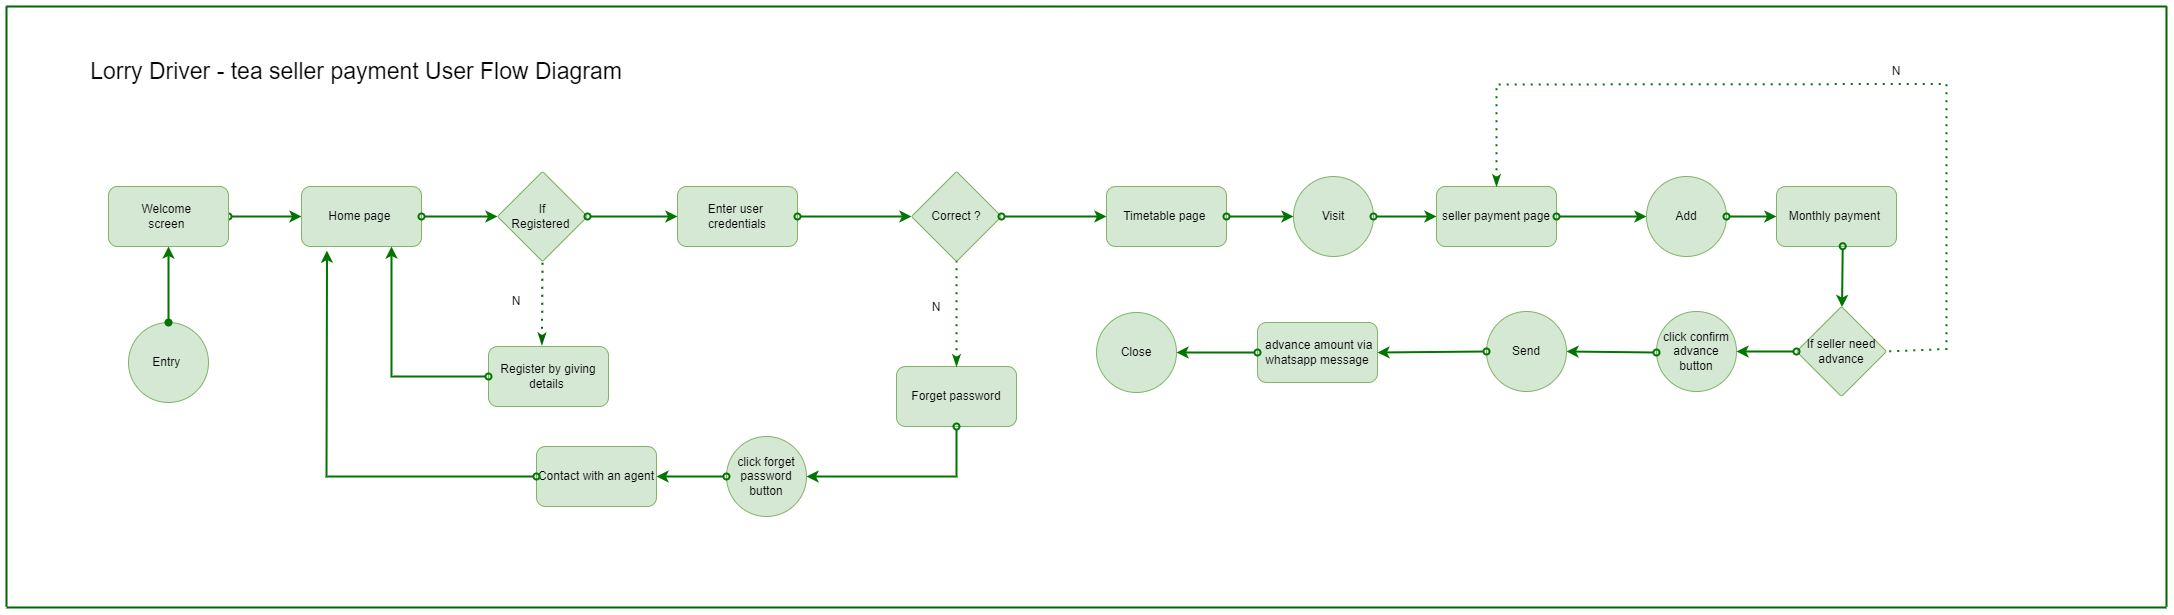 Lorry Driver - tea seller payment User Flow Diagram
N
Welcome
screen
Home page
If
Registered
Enter user
credentials
Correct ?
Timetable page
Visit
seller payment page
Add
Monthly payment
N
N
Entry
Register by giving
details
Forget password
Close
advance amount via
whatsapp message
Send
click confirm
advance
button
If seller need
advance
Contact with an agent
click forget
password
button